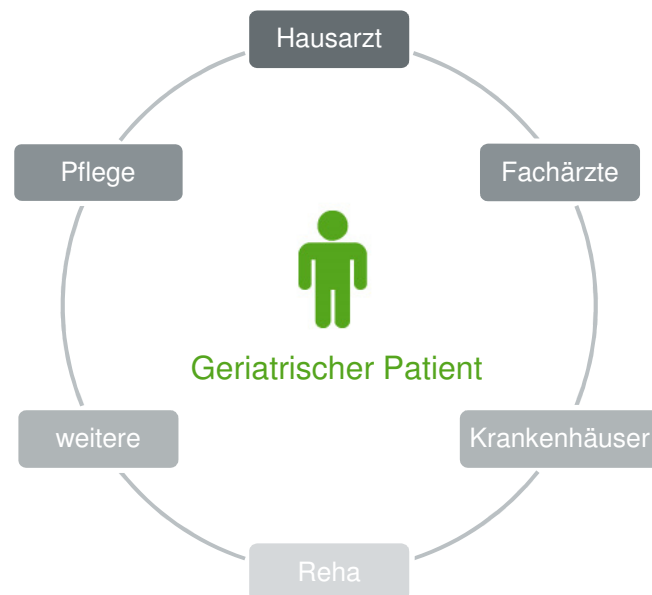 Hausarzt
Pflege
Fachärzte
Geriatrischer Patient
weitere
Krankenhäuser
Reha